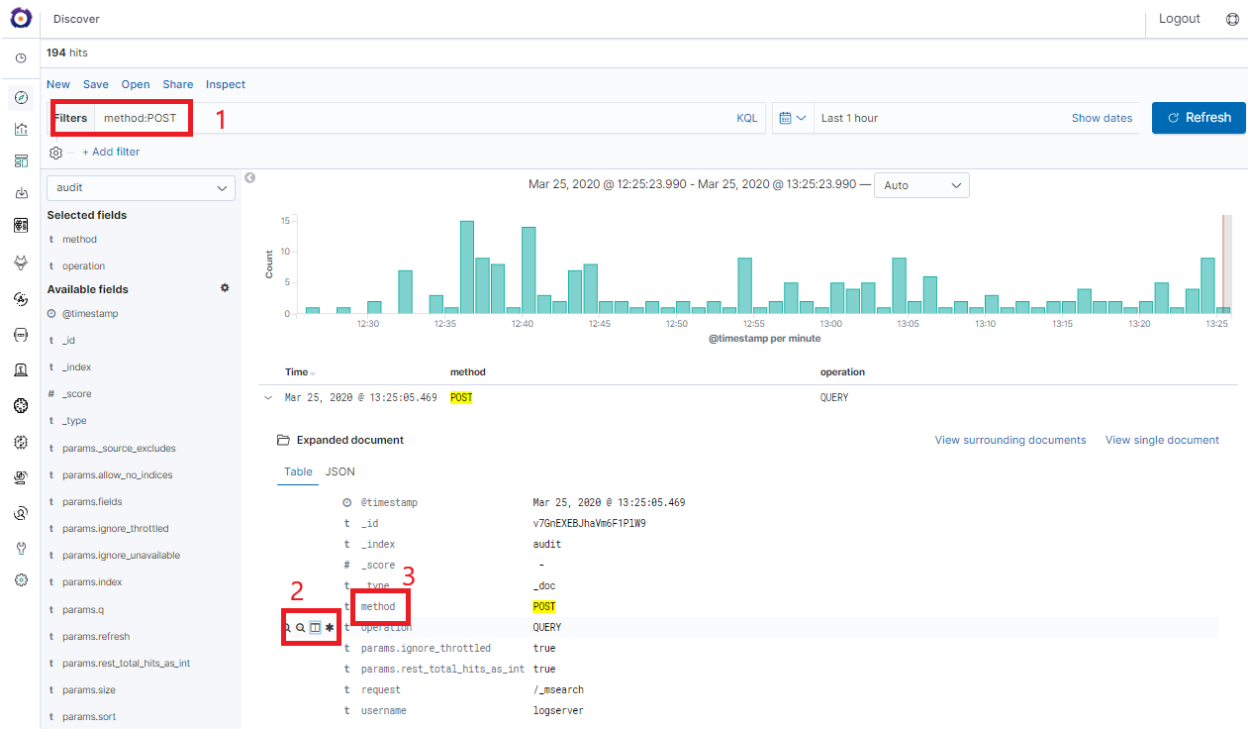 Discover
Logout
194 hits
New Save Open Share Inspect
Filters method:POST 1 KQL Last 1 hour Show dates Refresh
+ Add filter
audit
Selected fields
t method
t operation
Available fields
@timestamp
t _id
t _index
# _score
t _type
t params._source_excludes
t params.allow_no_indices
t params.fields
t params.ignore_throttled
t params.ignore_unavailable
t params.index
t params.q
t params.refresh
t params.rest_total_hits_as_int
t params.size
t params.sort
Mar 25, 2020 @ 12:25:23.990 - Mar 25, 2020 @ 13:25:23.990 — Auto
Count
15
10
5
0
12:30 12:35 12:40 12:45 12:50 12:55 13:00 13:05 13:10 13:15 13:20 13:25
@timestamp per minute
Time method operation
Mar 25, 2020 @ 13:25:05.469 POST QUERY
Expanded document View surrounding documents View single document
Table JSON
@timestamp Mar 25, 2020 @ 13:25:05.469
t _id v7GnEXEBJhaVm6F1PlW9
t _index audit
# _score -
t _type _doc
3
2
t method POST
t operation QUERY
t params.ignore_throttled true
t params.rest_total_hits_as_int true
t request /_msearch
t username logserver